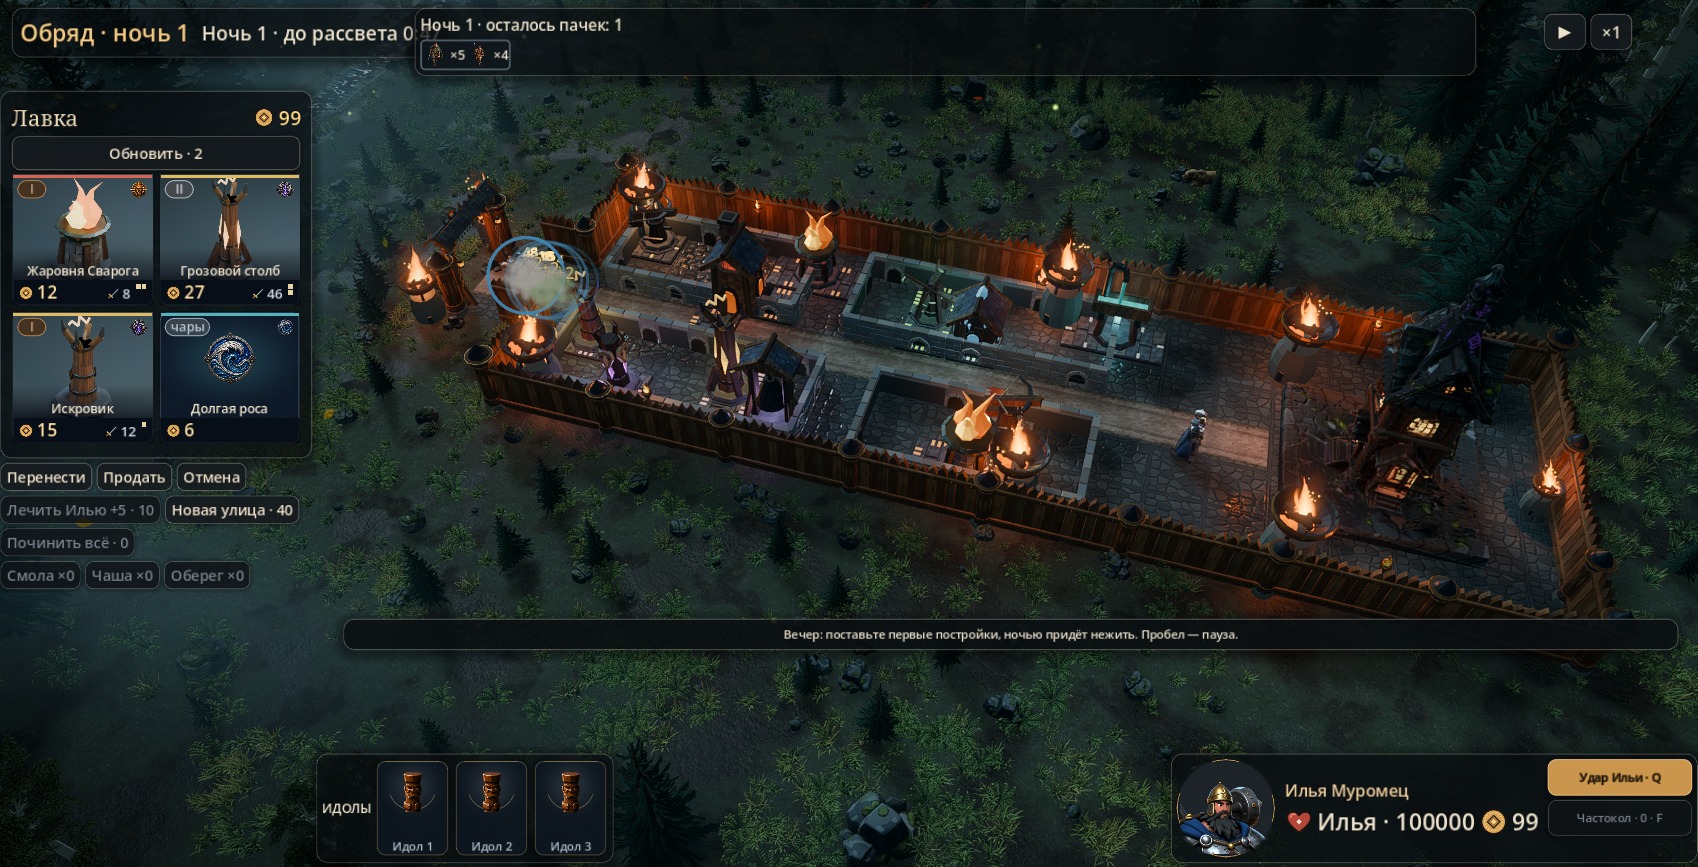 Обряд · ночь 1 Ночь 1 · до рассвета 0
Ночь 1 · осталось пачек: 1
×5 ×4
▶ ×1
Лавка 99
Обновить · 2
I
Жаровня Сварога
12 8
II
Грозовой столб
27 46
I
Искровик
15 12
чары
Долгая роса
6
Перенести Продать Отмена
Лечить Илью +5 · 10 Новая улица · 40
Починить всё · 0
Смола ×0 Чаша ×0 Оберег ×0
Вечер: поставьте первые постройки, ночью придёт нежить. Пробел — пауза.
идолы
Идол 1 Идол 2 Идол 3
Илья Муромец
Илья · 100000 99
Удар Ильи · Q
Частокол · 0 · F